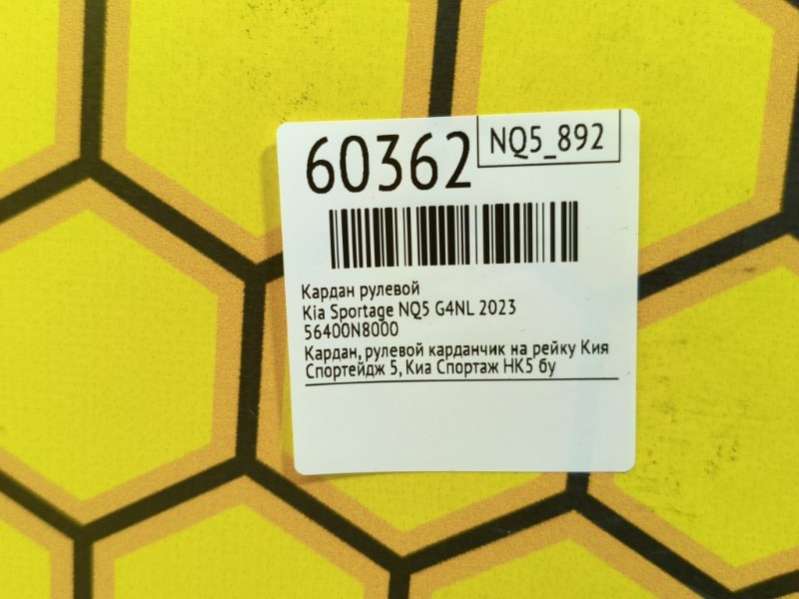 60362
NQ5_892
Кардан рулевой
Kia Sportage NQ5 G4NL 2023
56400N8000
Кардан, рулевой карданчик на рейку Кия
Спортейдж 5, Киа Спортаж НК5 бу